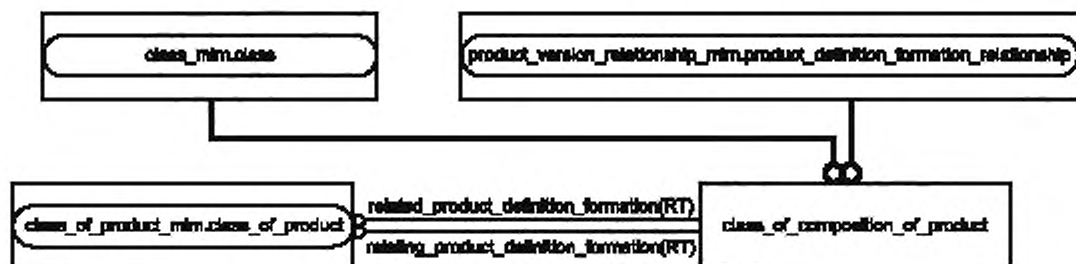 class_mim.class
product_version_relationship_mim.product_definition_formation_relationship
related_product_definition_formation(RT)
class_of_product_mim.class_of_product
class_of_composition_of_product
relating_product_definition_formation(RT)